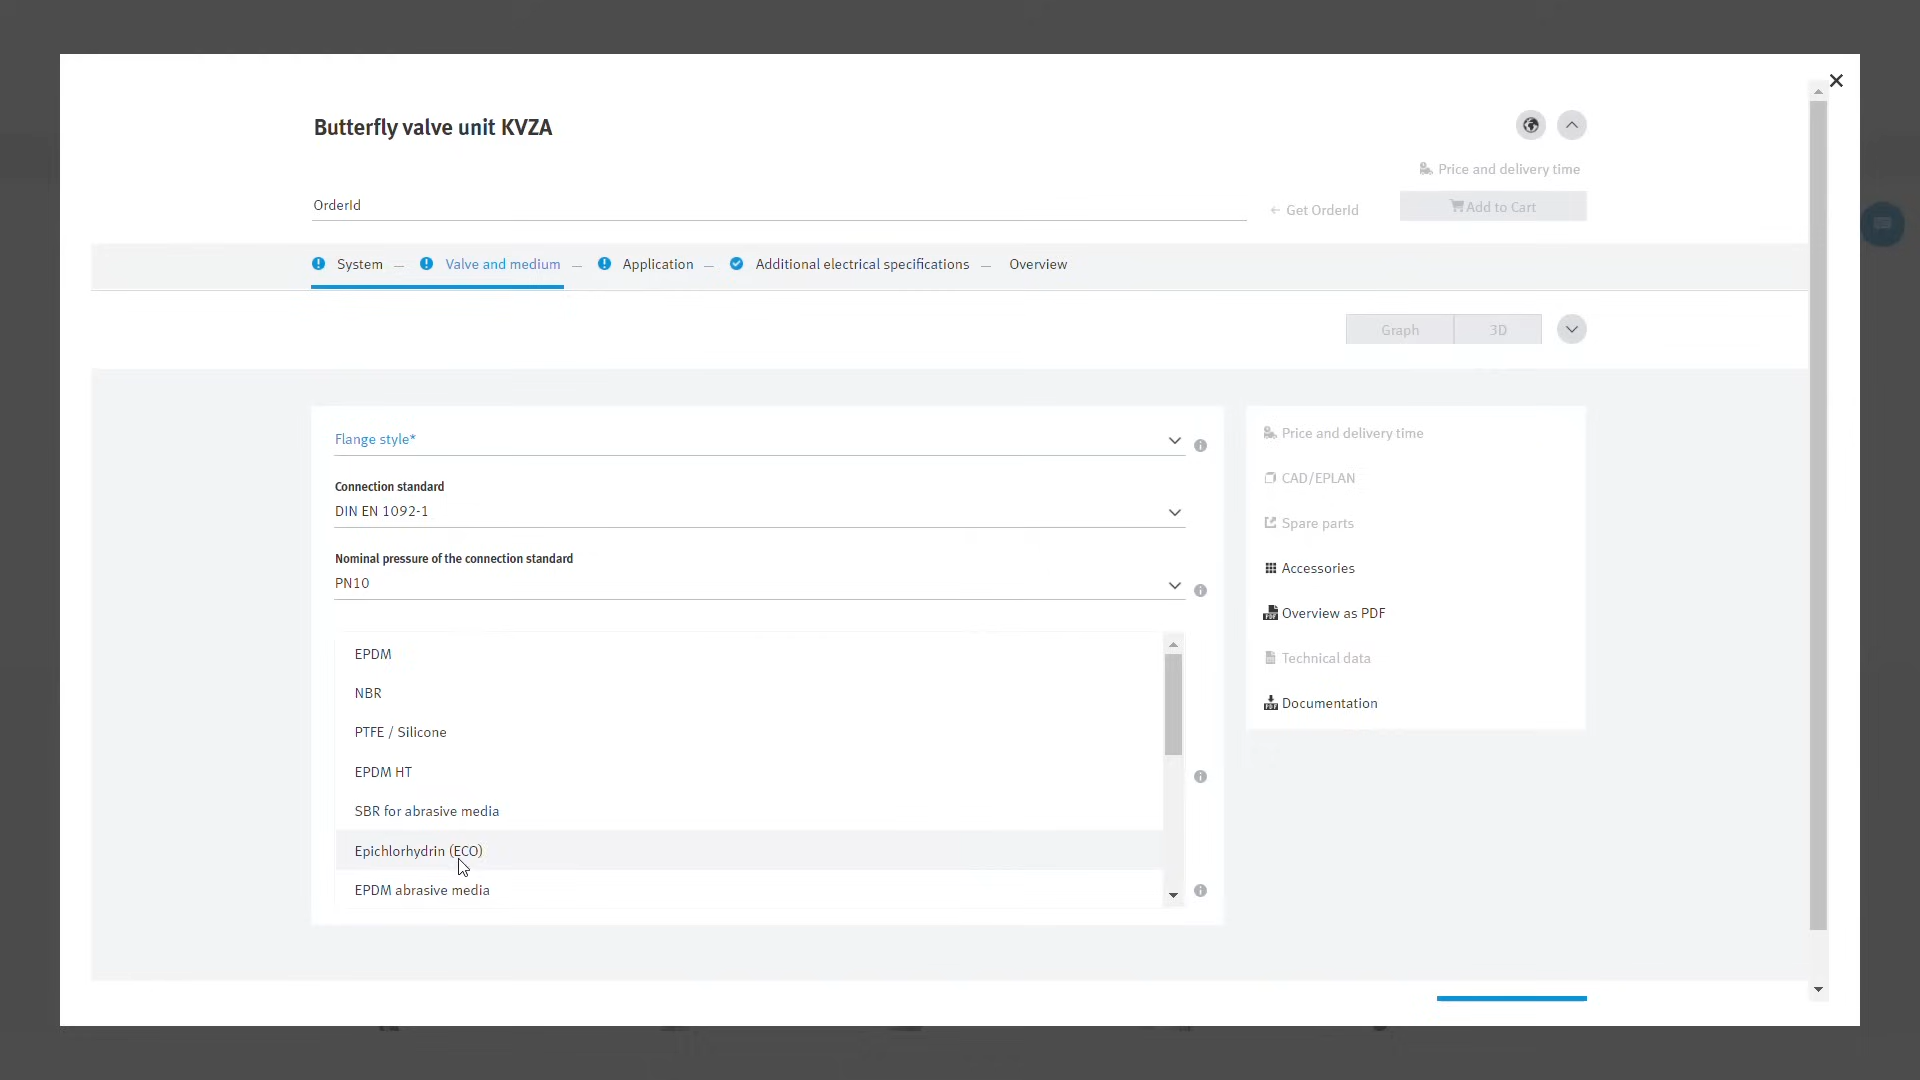 Butterfly valve unit KVZA
Price and delivery time
OrderId
← Get OrderId
Add to Cart
System – Valve and medium – Application – Additional electrical specifications – Overview
Graph
3D
Flange style*
Connection standard
DIN EN 1092-1
Nominal pressure of the connection standard
PN10
EPDM
NBR
PTFE / Silicone
EPDM HT
SBR for abrasive media
Epichlorhydrin (ECO)
EPDM abrasive media
Price and delivery time
CAD/EPLAN
Spare parts
Accessories
Overview as PDF
Technical data
Documentation